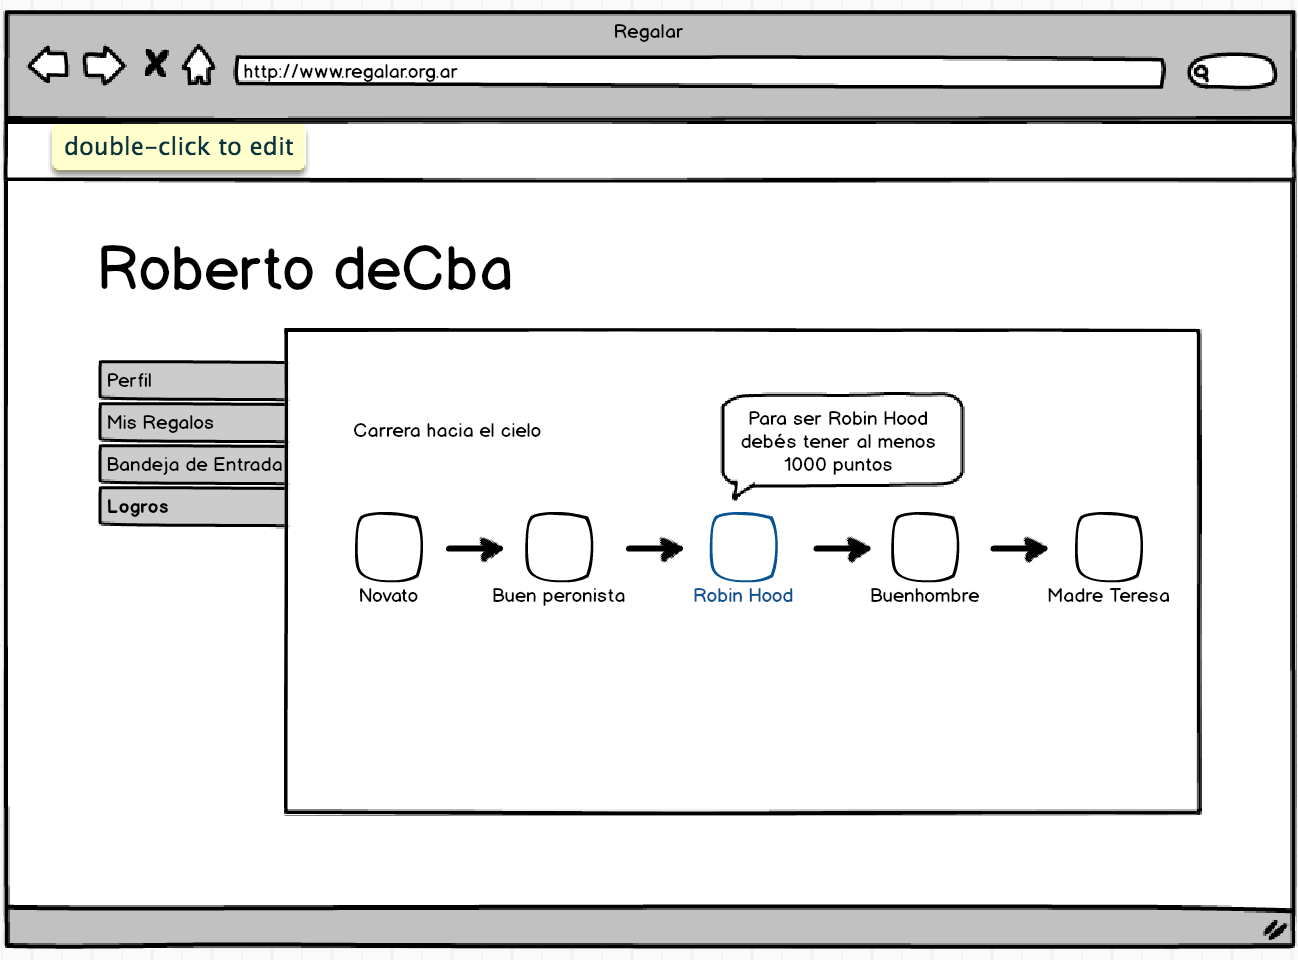 Regalar
http://www.regalar.org.ar
double-click to edit
Roberto deCba
Perfil
Mis Regalos
Bandeja de Entrada
Logros
Carrera hacia el cielo
Para ser Robin Hood
debés tener al menos
1000 puntos
Novato
Buen peronista
Robin Hood
Buenhombre
Madre Teresa